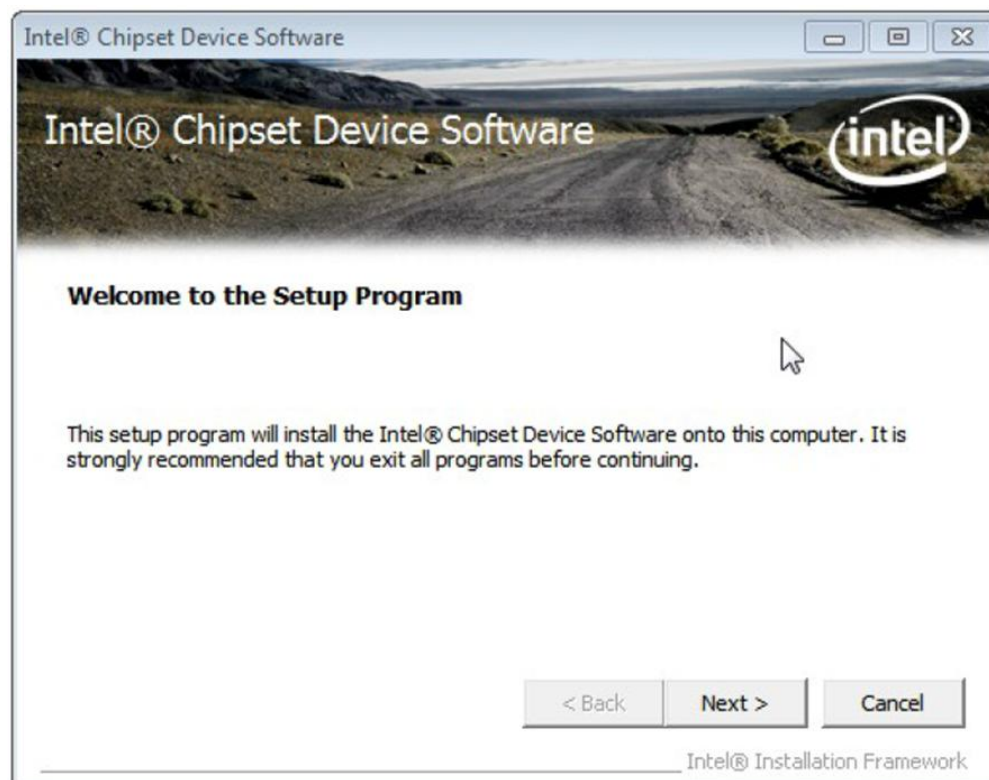 Intel® Chipset Device Software
Intel® Chipset Device Software
intel
Welcome to the Setup Program
This setup program will install the Intel® Chipset Device Software onto this computer. It is
strongly recommended that you exit all programs before continuing.
< Back Next > Cancel
Intel® Installation Framework